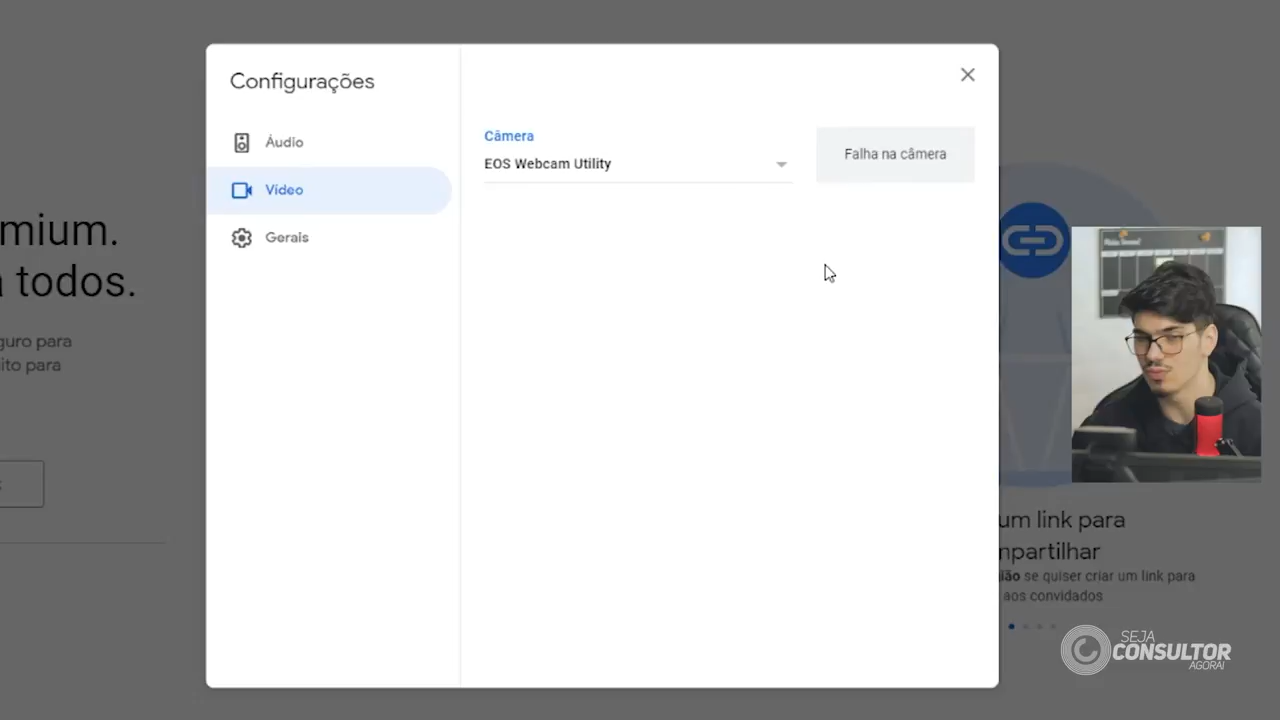 Configurações
Áudio
Vídeo
Gerais
Câmera
EOS Webcam Utility
Falha na câmera
mium.
a todos.
guro para
ito para
um link para
mpartilhar
ião se quiser criar um link para
aos convidados
SEJA
CONSULTOR
AGORA!